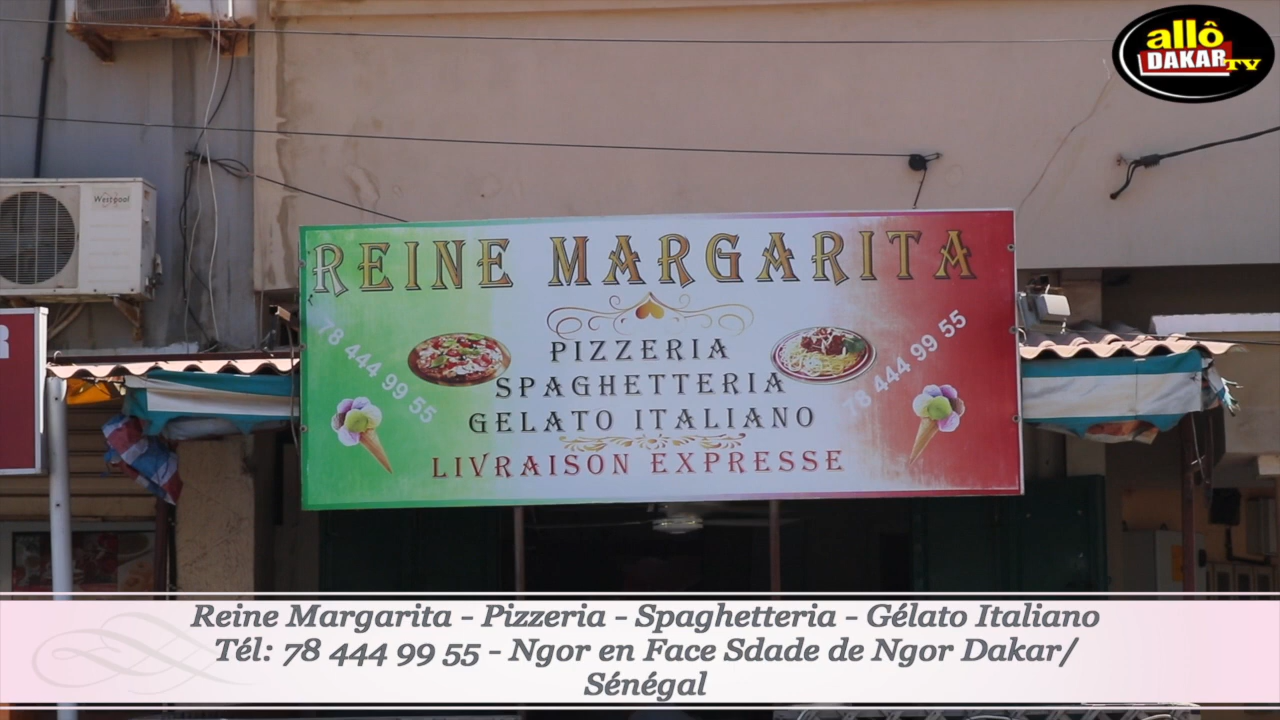 allô
DAKAR TV
Westpool
R
REINE MARGARITA
78 444 99 55
78 444 99 55
PIZZERIA
SPAGHETTERIA
GELATO ITALIANO
LIVRAISON EXPRESSE
Reine Margarita - Pizzeria - Spaghetteria - Gélato Italiano
Tél: 78 444 99 55 - Ngor en Face Sdade de Ngor Dakar/
Sénégal